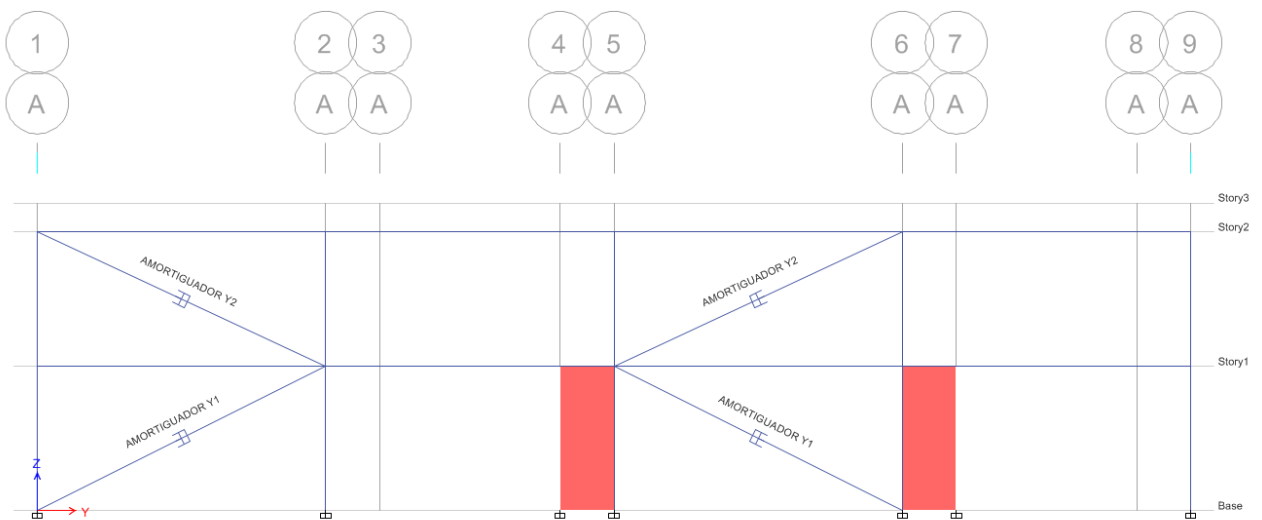 1 2 3 4 5 6 7 8 9
A A A A A A A A A
Story3
Story2
AMORTIGUADOR Y2 AMORTIGUADOR Y2
Story1
AMORTIGUADOR Y1 AMORTIGUADOR Y1
Z
Y
Base